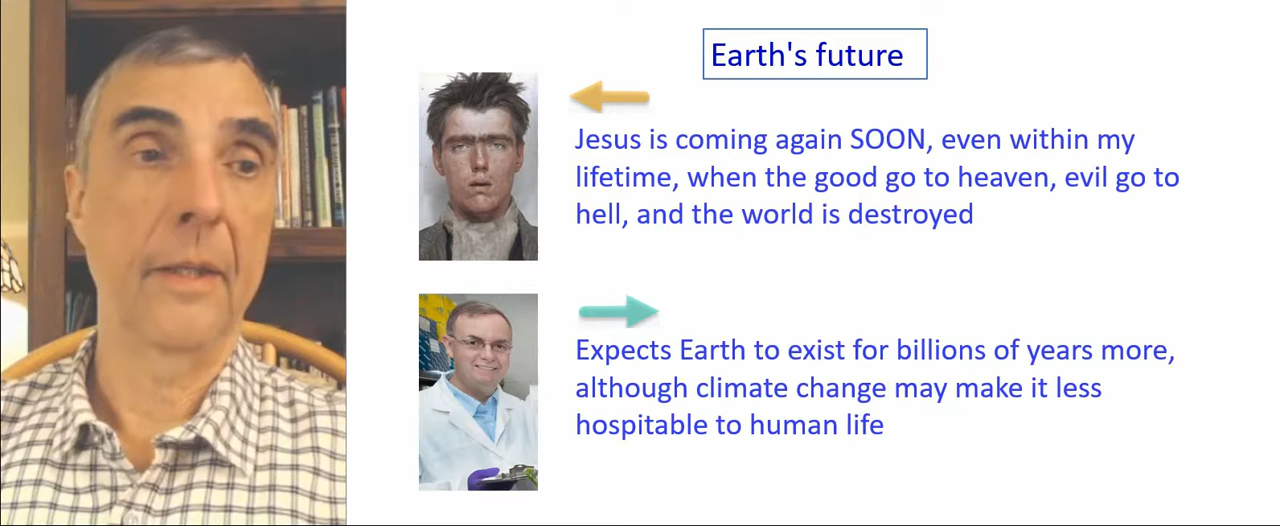 Earth's future
Jesus is coming again SOON, even within my
lifetime, when the good go to heaven, evil go to
hell, and the world is destroyed
Expects Earth to exist for billions of years more,
although climate change may make it less
hospitable to human life